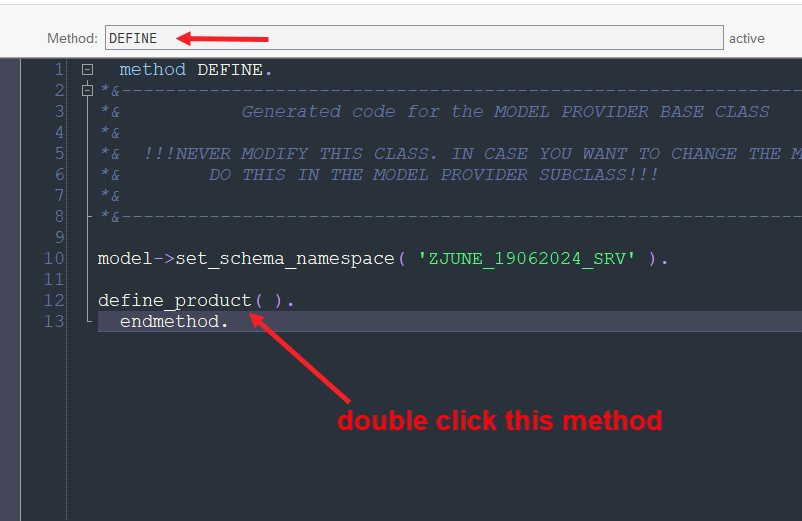 Method: DEFINE active
1 method DEFINE.
2 *&---------------------------------------------------------------
3 *& Generated code for the MODEL PROVIDER BASE CLASS
4 *&
5 *& !!!NEVER MODIFY THIS CLASS. IN CASE YOU WANT TO CHANGE THE M
6 *& DO THIS IN THE MODEL PROVIDER SUBCLASS!!!
7 *&
8 *&---------------------------------------------------------------
9
10 model->set_schema_namespace( 'ZJUNE_19062024_SRV' ).
11
12 define_product( ).
13 endmethod.
double click this method